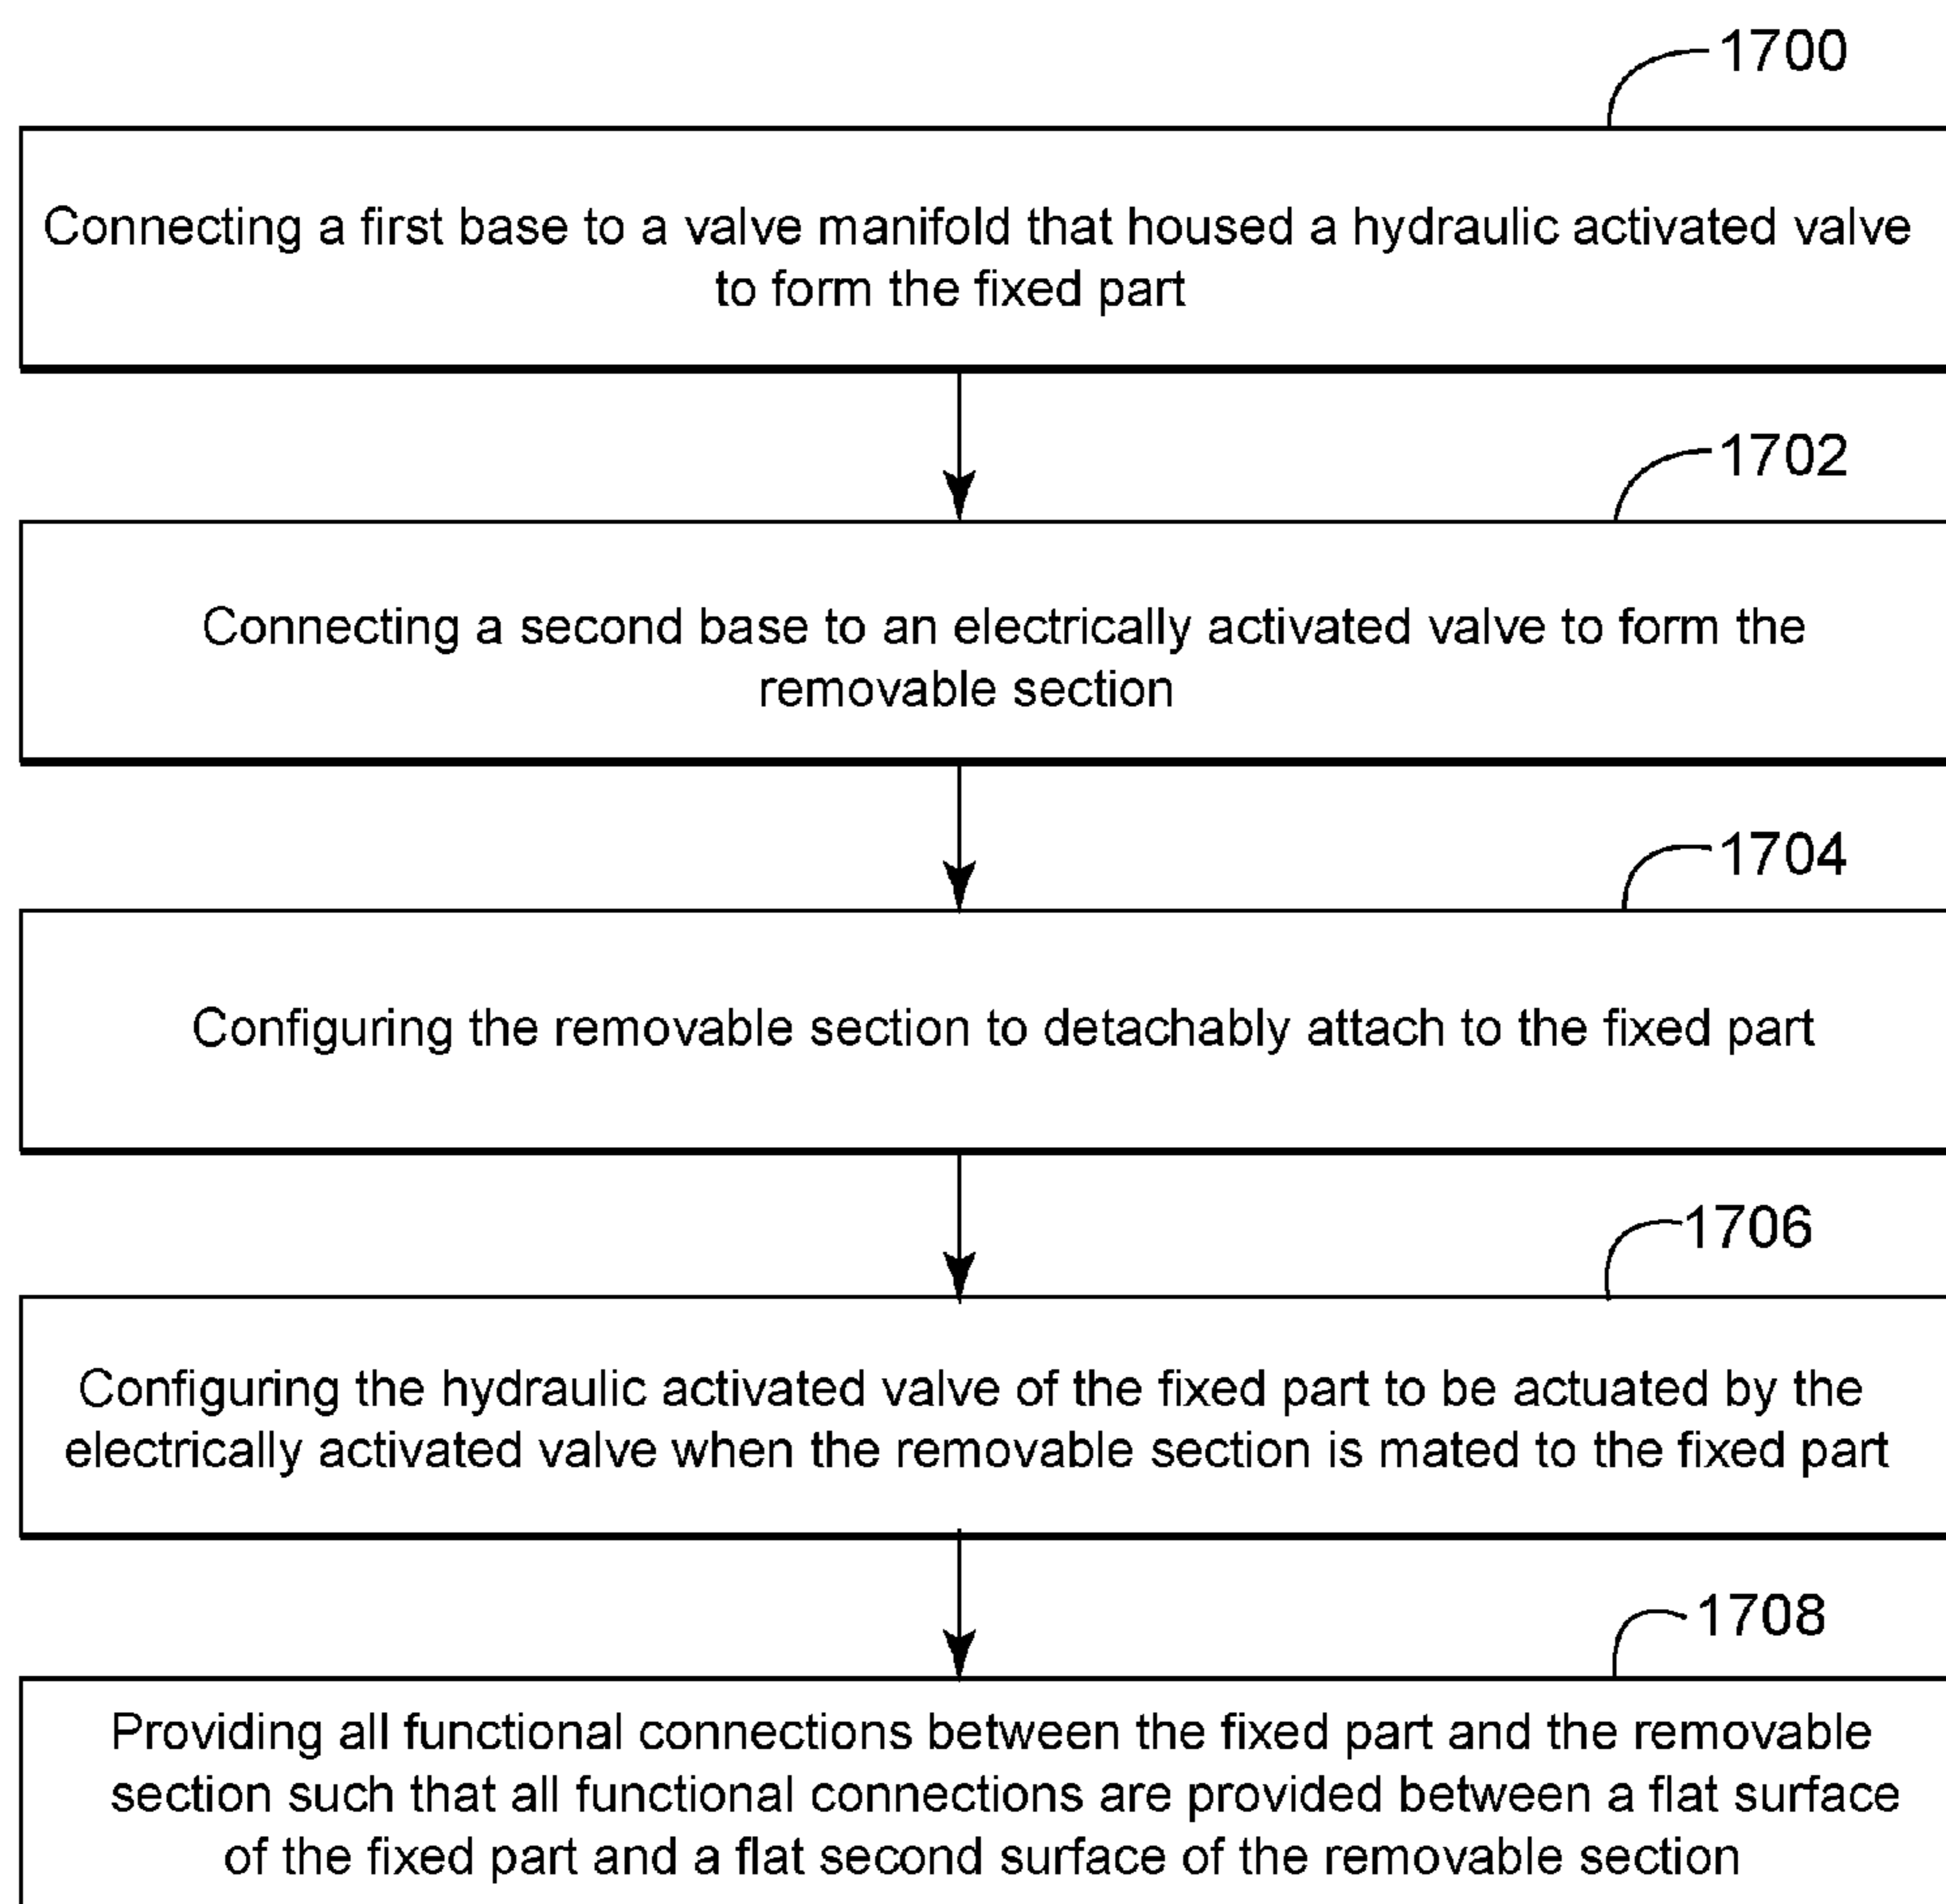 1700
Connecting a first base to a valve manifold that housed a hydraulic activated valve
to form the fixed part
1702
Connecting a second base to an electrically activated valve to form the
removable section
1704
Configuring the removable section to detachably attach to the fixed part
1706
Configuring the hydraulic activated valve of the fixed part to be actuated by the
electrically activated valve when the removable section is mated to the fixed part
1708
Providing all functional connections between the fixed part and the removable
section such that all functional connections are provided between a flat surface
of the fixed part and a flat second surface of the removable section